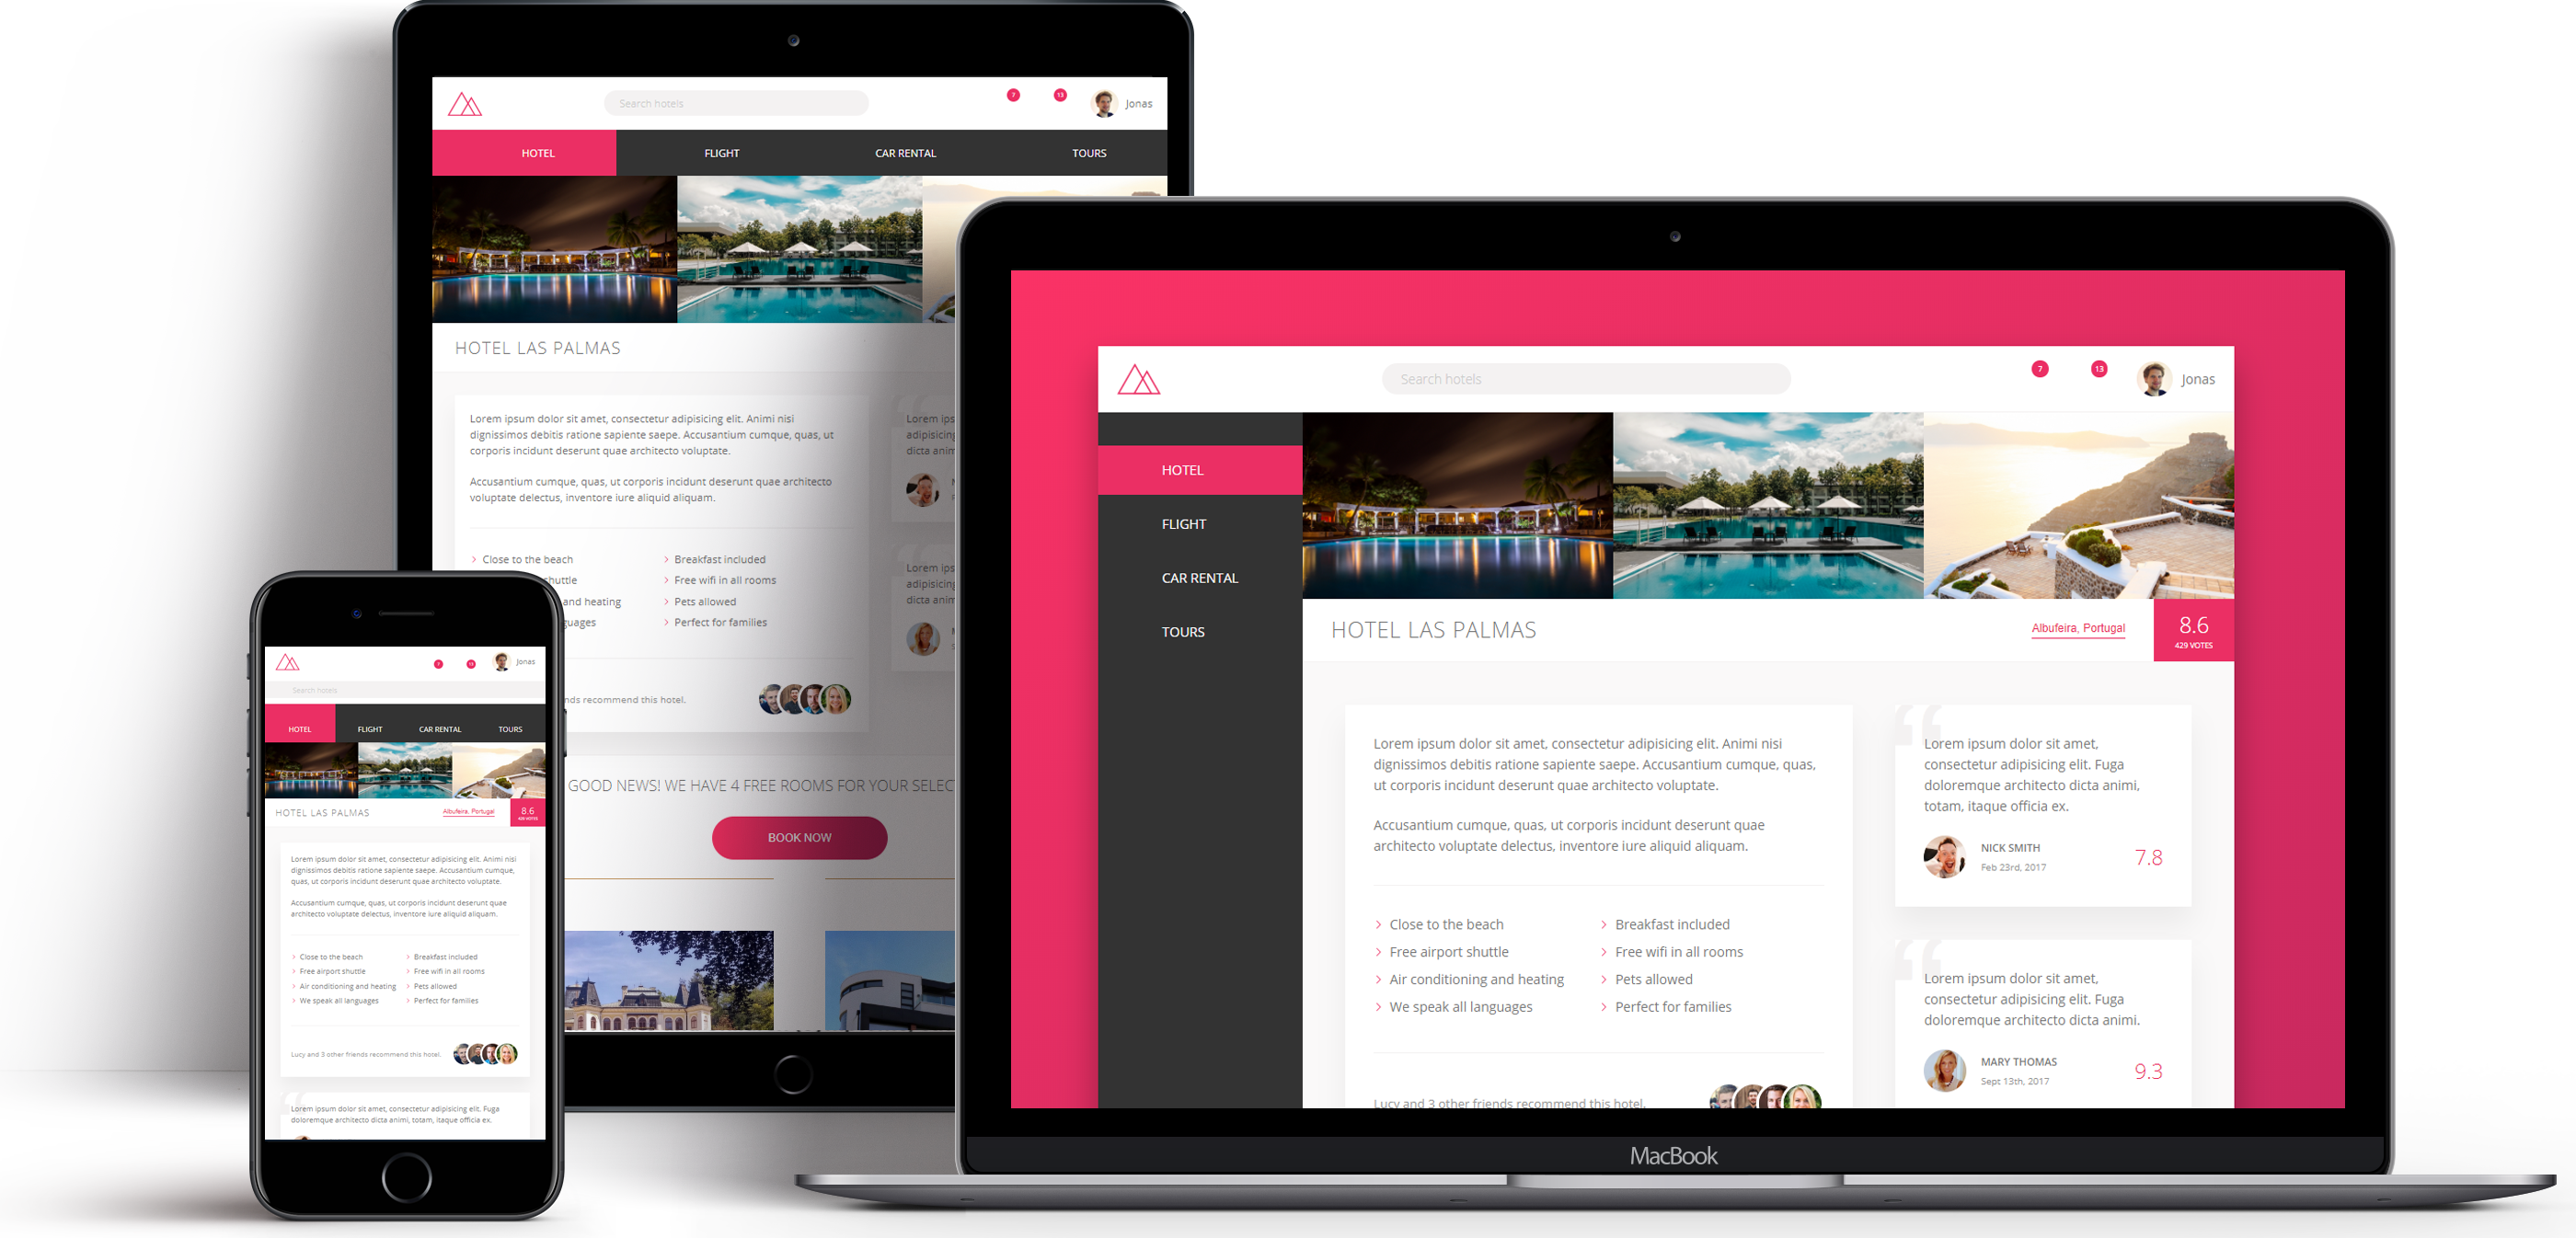 Search hotels
7
13
Jonas
HOTEL
FLIGHT
CAR RENTAL
TOURS
HOTEL LAS PALMAS
Lorem ipsum dolor sit amet, consectetur adipisicing elit. Animi nisi
dignissimos debitis ratione sapiente saepe. Accusantium cumque, quas, ut
corporis incidunt deserunt quae architecto voluptate.
Accusantium cumque, quas, ut corporis incidunt deserunt quae architecto
voluptate delectus, inventore iure aliquid aliquam.
Close to the beach
Breakfast included
shuttle
Free wifi in all rooms
and heating
Pets allowed
guages
Perfect for families
nds recommend this hotel.
Lorem ips
adipisicing
dicta anim
Lorem ips
adipisicing
dicta anim
GOOD NEWS! WE HAVE 4 FREE ROOMS FOR YOUR SELEC
BOOK NOW
7
13
Jonas
Search hotels
HOTEL
FLIGHT
CAR RENTAL
TOURS
HOTEL LAS PALMAS
Albufeira, Portugal
8.6
429 VOTES
Lorem ipsum dolor sit amet, consectetur adipisicing elit. Animi nisi
dignissimos debitis ratione sapiente saepe. Accusantium cumque,
quas, ut corporis incidunt deserunt quae architecto voluptate.
Accusantium cumque, quas, ut corporis incidunt deserunt quae
architecto voluptate delectus, inventore iure aliquid aliquam.
Close to the beach
Breakfast included
Free airport shuttle
Free wifi in all rooms
Air conditioning and heating
Pets allowed
We speak all languages
Perfect for families
Lucy and 3 other friends recommend this hotel.
“
Lorem ipsum dolor sit amet, consectetur adipisicing elit. Fuga
doloremque architecto dicta animi, totam, itaque officia ex.
Search hotels
7
13
Jonas
HOTEL
FLIGHT
CAR RENTAL
TOURS
HOTEL LAS PALMAS
Albufeira, Portugal
8.6
429 VOTES
Lorem ipsum dolor sit amet, consectetur adipisicing elit. Animi nisi
dignissimos debitis ratione sapiente saepe. Accusantium cumque, quas,
ut corporis incidunt deserunt quae architecto voluptate.
Accusantium cumque, quas, ut corporis incidunt deserunt quae
architecto voluptate delectus, inventore iure aliquid aliquam.
Close to the beach
Breakfast included
Free airport shuttle
Free wifi in all rooms
Air conditioning and heating
Pets allowed
We speak all languages
Perfect for families
Lucy and 3 other friends recommend this hotel.
“
Lorem ipsum dolor sit amet,
consectetur adipisicing elit. Fuga
doloremque architecto dicta animi,
totam, itaque officia ex.
NICK SMITH
Feb 23rd, 2017
7.8
“
Lorem ipsum dolor sit amet,
consectetur adipisicing elit. Fuga
doloremque architecto dicta animi.
MARY THOMAS
Sept 13th, 2017
9.3
MacBook